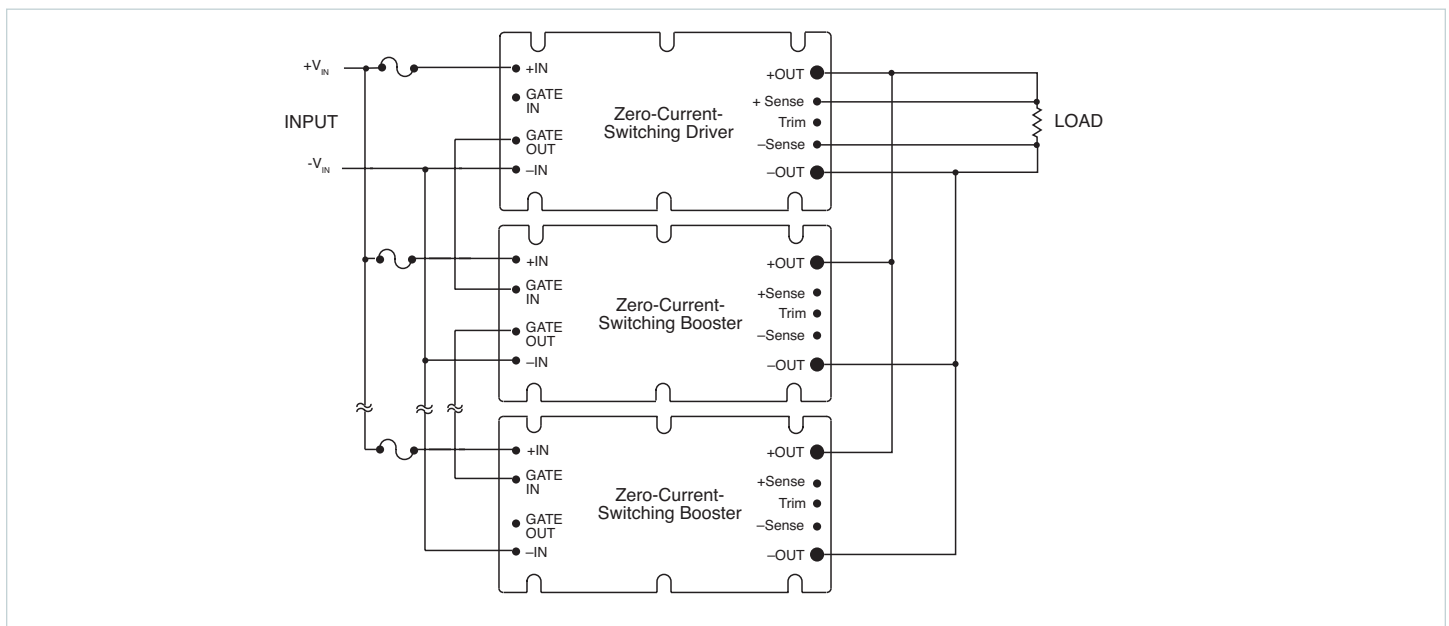 +VIN
INPUT
-VIN
+IN
GATE
IN
GATE
OUT
–IN
Zero-Current-
Switching Driver
+OUT
+ Sense
Trim
–Sense
–OUT
LOAD
+IN
GATE
IN
GATE
OUT
–IN
Zero-Current-
Switching Booster
+OUT
+Sense
Trim
–Sense
–OUT
+IN
GATE
IN
GATE
OUT
–IN
Zero-Current-
Switching Booster
+OUT
+Sense
Trim
–Sense
–OUT